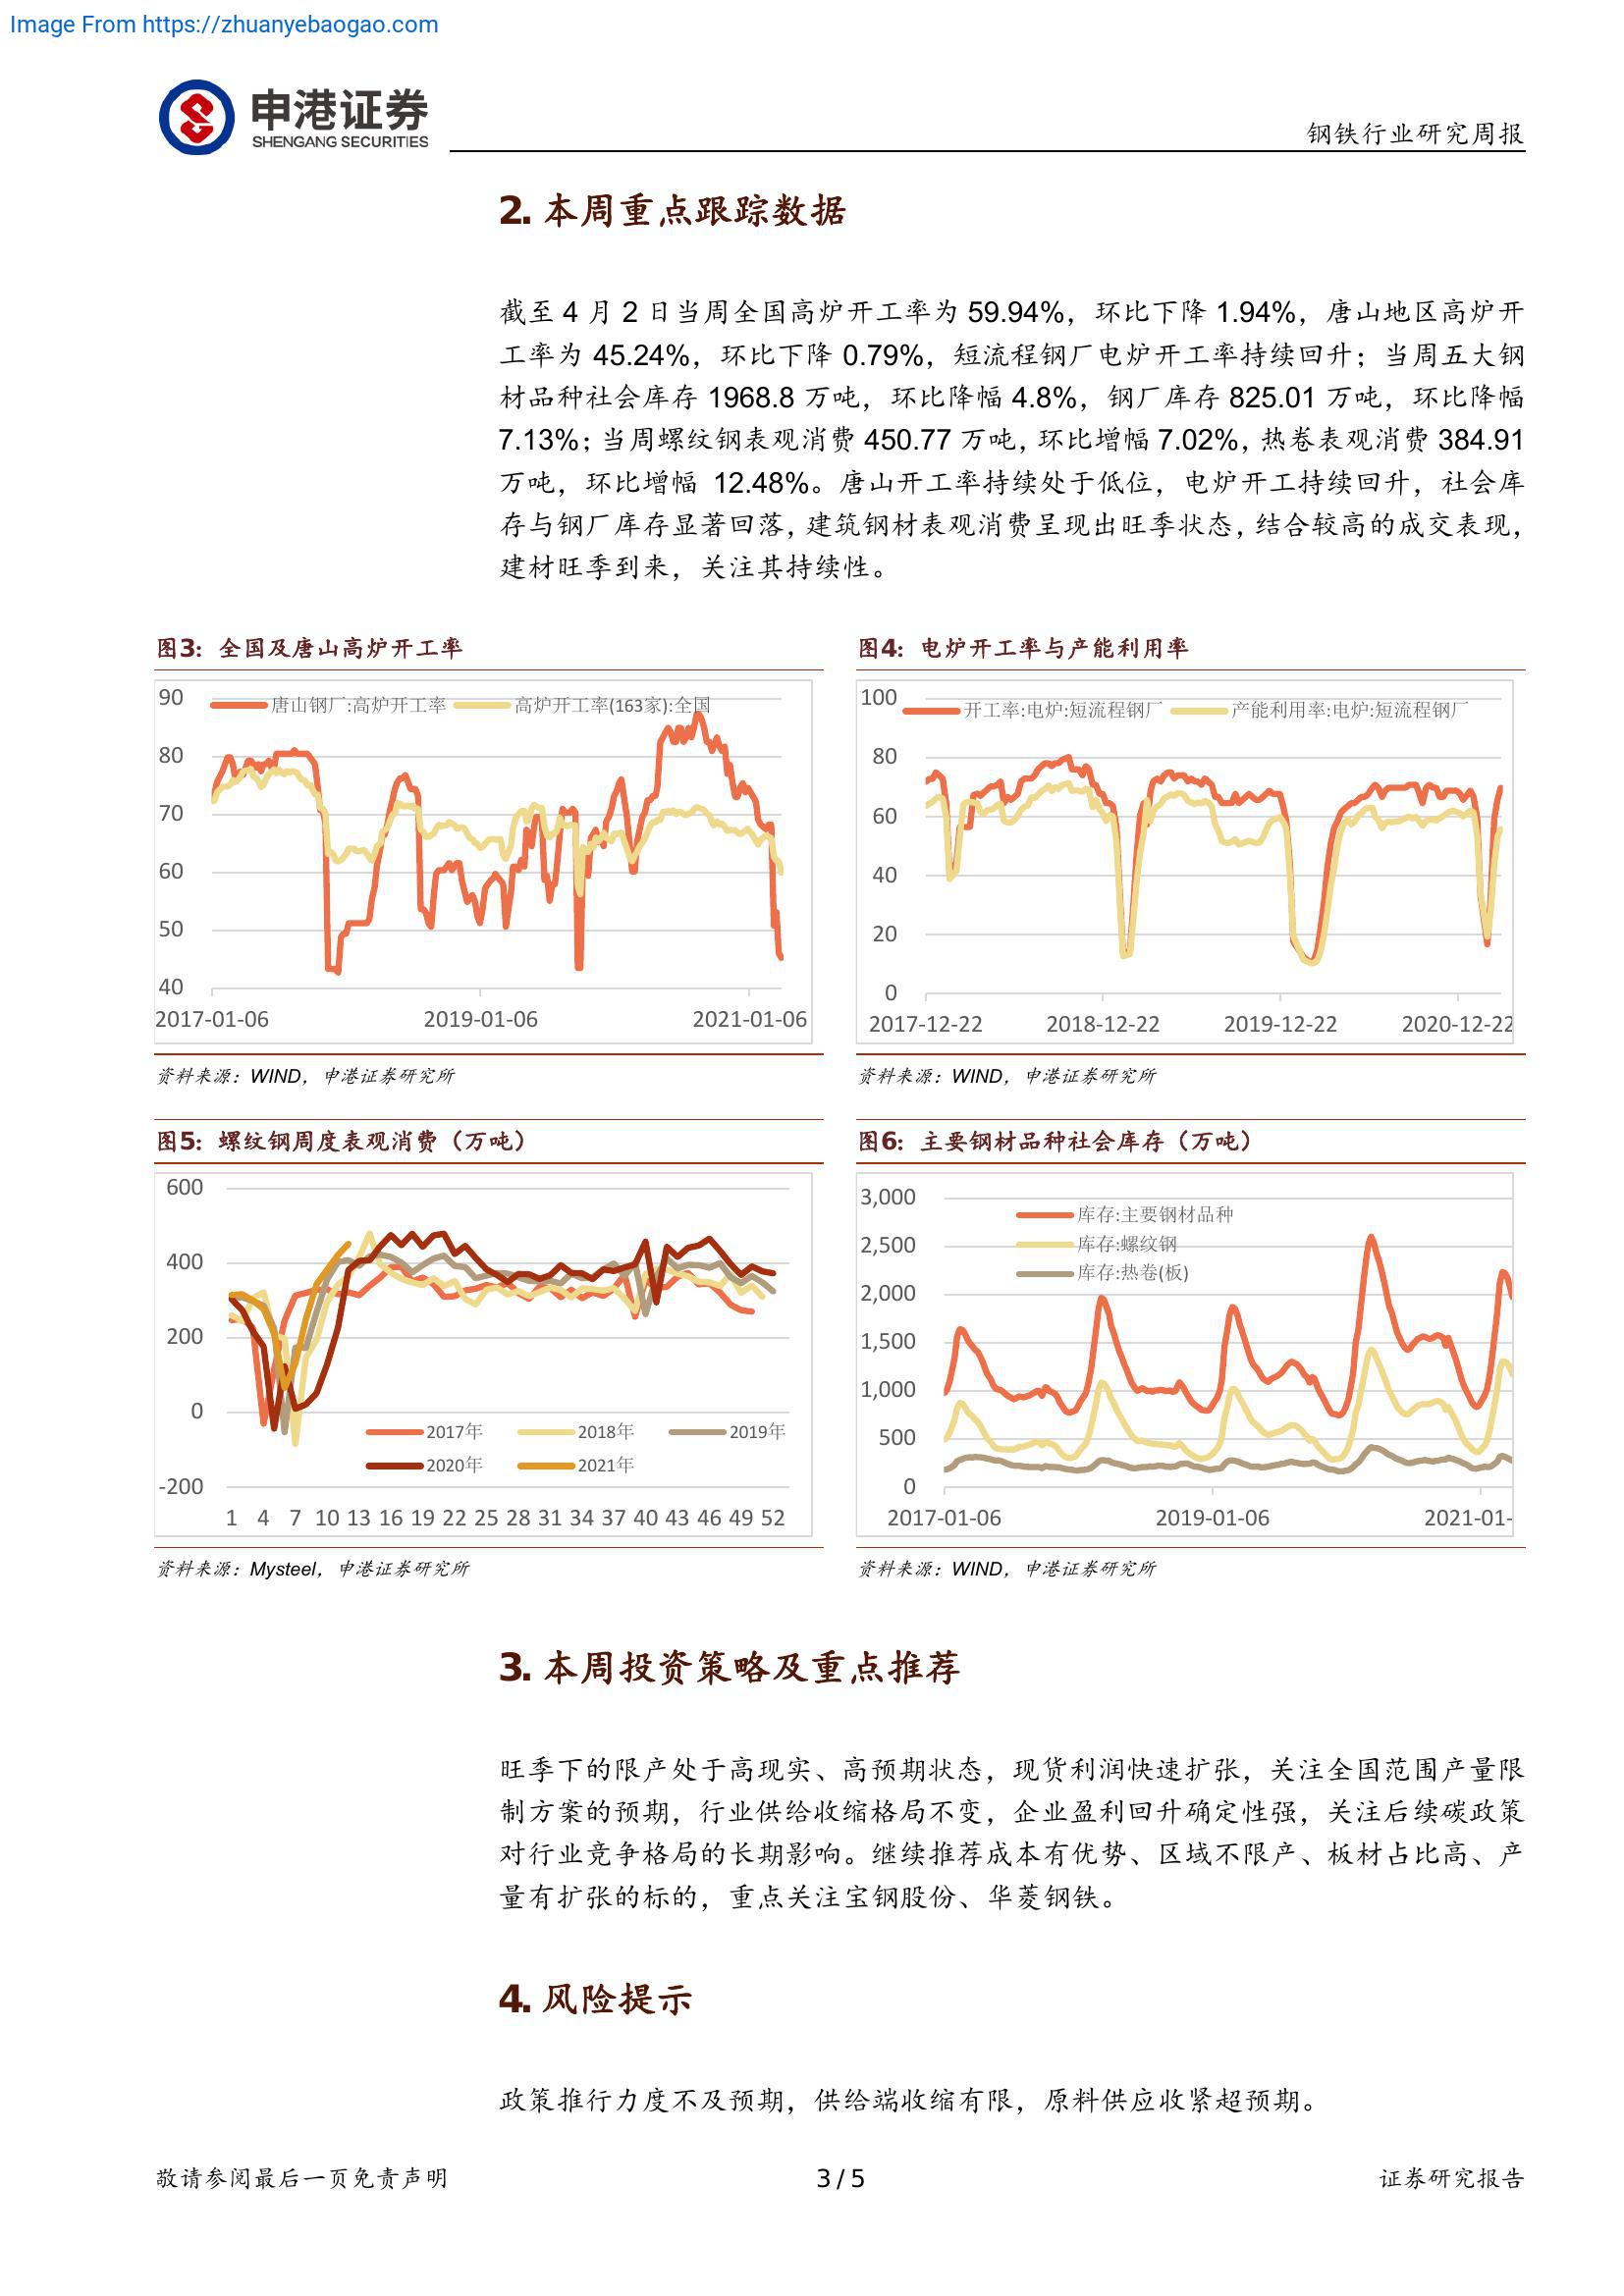 Image From https://zhuanyebaogao.com
申港证券
SHENGANG SECURITIES
钢铁行业研究周报
2. 本周重点跟踪数据
截至 4 月 2 日当周全国高炉开工率为 59.94%，环比下降 1.94%，唐山地区高炉开
工率为 45.24%，环比下降 0.79%，短流程钢厂电炉开工率持续回升；当周五大钢
材品种社会库存 1968.8 万吨，环比降幅 4.8%，钢厂库存 825.01 万吨，环比降幅
7.13%；当周螺纹钢表观消费 450.77 万吨，环比增幅 7.02%，热卷表观消费 384.91
万吨，环比增幅 12.48%。唐山开工率持续处于低位，电炉开工持续回升，社会库
存与钢厂库存显著回落，建筑钢材表观消费呈现出旺季状态，结合较高的成交表现，
建材旺季到来，关注其持续性。
图3：全国及唐山高炉开工率
唐山钢厂:高炉开工率 高炉开工率(163家):全国
90
80
70
60
50
40
2017-01-06 2019-01-06 2021-01-06
资料来源：WIND，申港证券研究所
图4：电炉开工率与产能利用率
开工率:电炉:短流程钢厂 产能利用率:电炉:短流程钢厂
100
80
60
40
20
0
2017-12-22 2018-12-22 2019-12-22 2020-12-22
资料来源：WIND，申港证券研究所
图5：螺纹钢周度表观消费（万吨）
600
400
200
0
-200
2017年 2018年 2019年
2020年 2021年
1 4 7 10 13 16 19 22 25 28 31 34 37 40 43 46 49 52
资料来源：Mysteel，申港证券研究所
图6：主要钢材品种社会库存（万吨）
3,000
2,500
2,000
1,500
1,000
500
0
库存:主要钢材品种
库存:螺纹钢
库存:热卷(板)
2017-01-06 2019-01-06 2021-01-
资料来源：WIND，申港证券研究所
3. 本周投资策略及重点推荐
旺季下的限产处于高现实、高预期状态，现货利润快速扩张，关注全国范围产量限
制方案的预期，行业供给收缩格局不变，企业盈利回升确定性强，关注后续碳政策
对行业竞争格局的长期影响。继续推荐成本有优势、区域不限产、板材占比高、产
量有扩张的标的，重点关注宝钢股份、华菱钢铁。
4. 风险提示
政策推行力度不及预期，供给端收缩有限，原料供应收紧超预期。
敬请参阅最后一页免责声明 3 / 5 证券研究报告